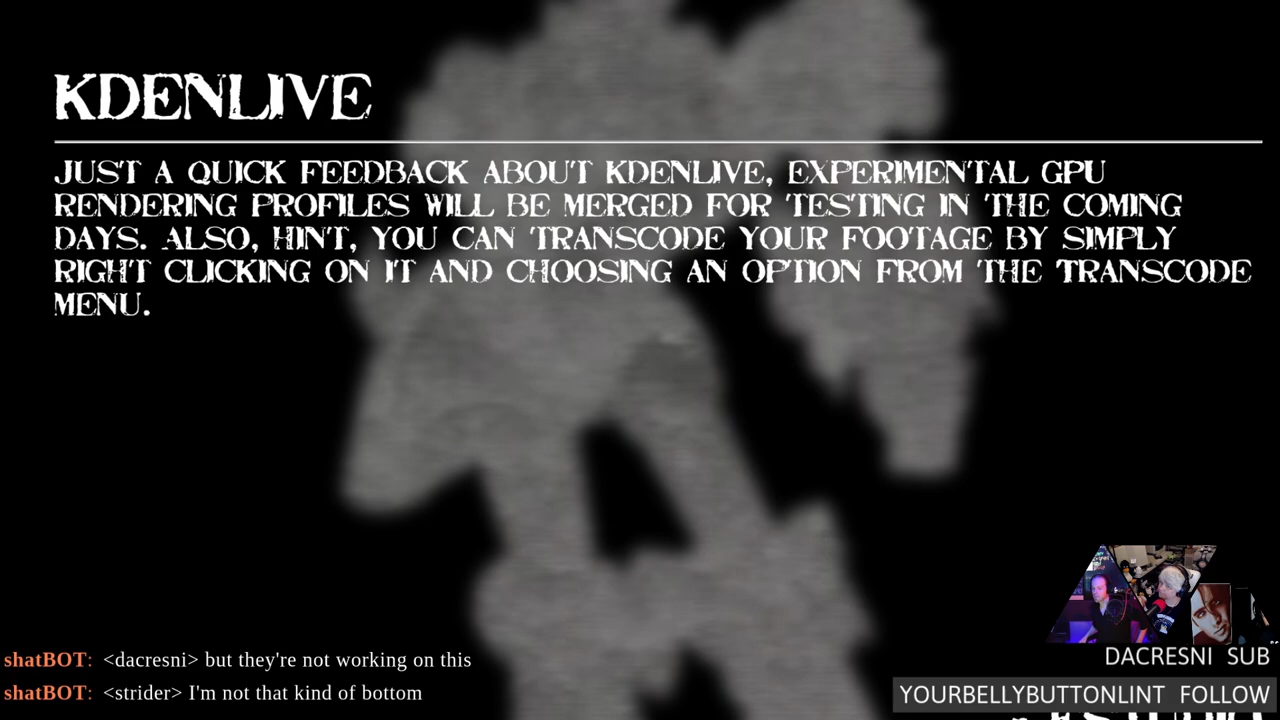 KDENLIVE
JUST A QUICK FEEDBACK ABOUT KDENLIVE, EXPERIMENTAL GPU
RENDERING PROFILES WILL BE MERGED FOR TESTING IN THE COMING
DAYS. ALSO, HINT, YOU CAN TRANSCODE YOUR FOOTAGE BY SIMPLY
RIGHT CLICKING ON IT AND CHOOSING AN OPTION FROM THE TRANSCODE
MENU.
shatBOT: <dacresni> but they're not working on this
shatBOT: <strider> I'm not that kind of bottom
DACRESNI SUB
YOURBELLYBUTTONLINT FOLLOW